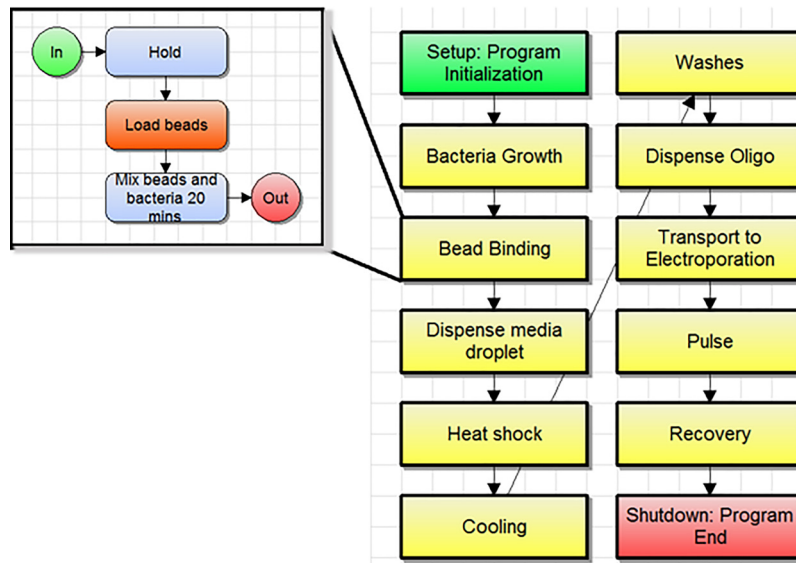 In
Hold
Load beads
Mix beads and
bacteria 20
mins
Out
Setup: Program
Initialization
Bacteria Growth
Bead Binding
Dispense media
droplet
Heat shock
Cooling
Washes
Dispense Oligo
Transport to
Electroporation
Pulse
Recovery
Shutdown: Program
End